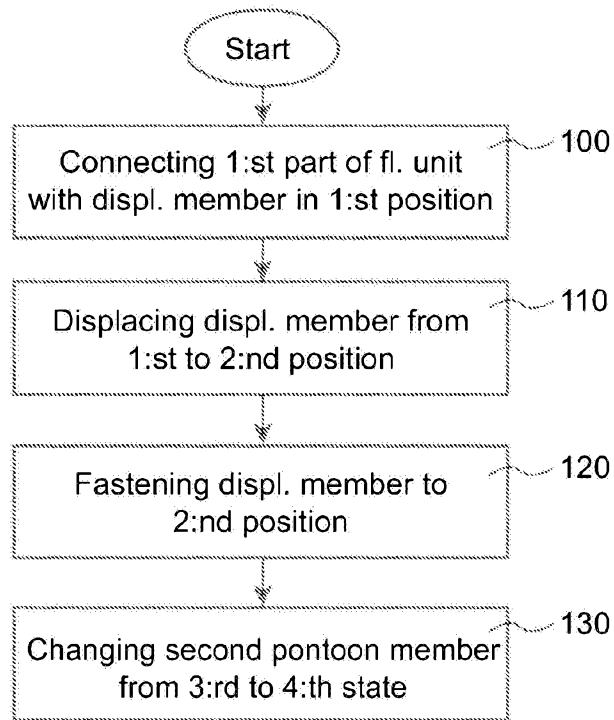 Start
100
Connecting 1:st part of fl. unit
with displ. member in 1:st position
110
Displacing displ. member from
1:st to 2:nd position
120
Fastening displ. member to
2:nd position
130
Changing second pontoon member
from 3:rd to 4:th state